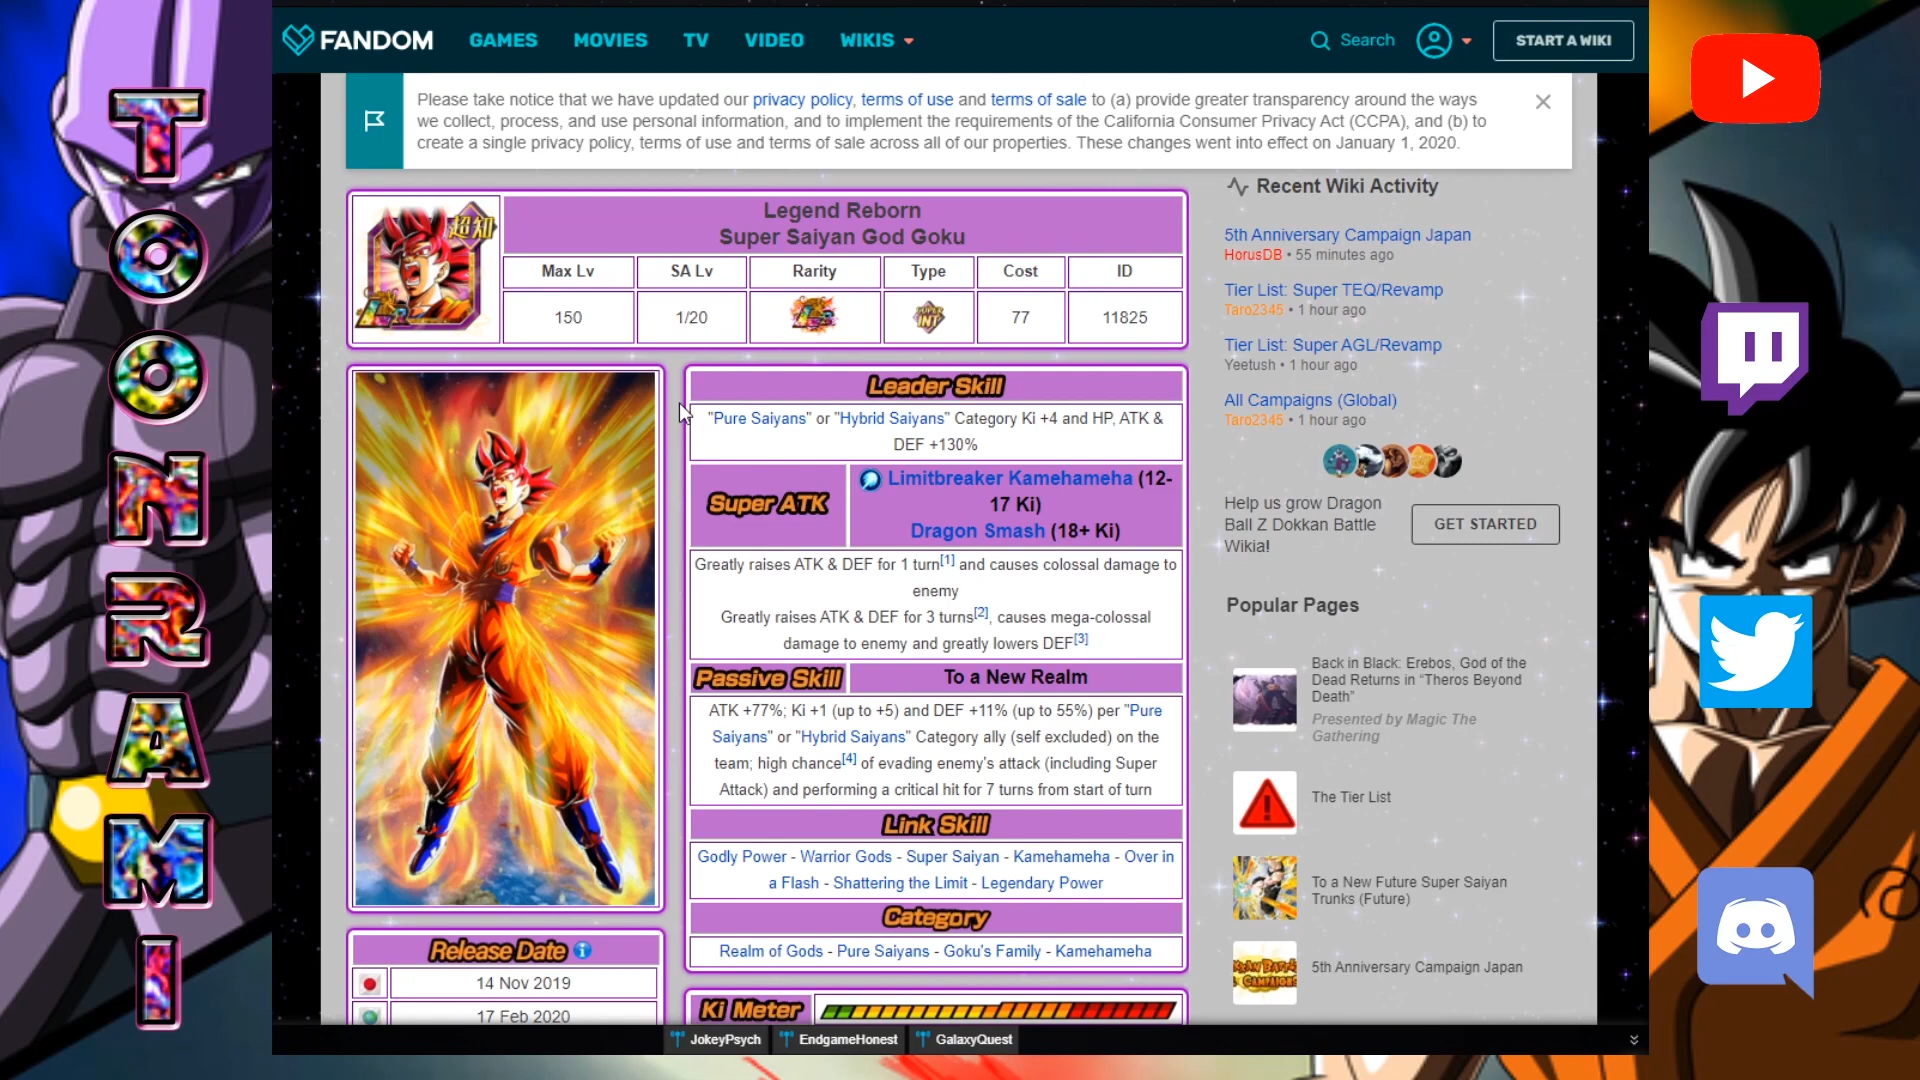 TOONRAMI
FANDOM
GAMES
MOVIES
TV
VIDEO
WIKIS
Search
START A WIKI
Please take notice that we have updated our privacy policy, terms of use and terms of sale to (a) provide greater transparency around the ways
we collect, process, and use personal information, and to implement the requirements of the California Consumer Privacy Act (CCPA), and (b) to
create a single privacy policy, terms of use and terms of sale across all of our properties. These changes went into effect on January 1, 2020.
超知
LR
Legend Reborn
Super Saiyan God Goku
Max Lv SA Lv Rarity Type Cost ID
150 1/20 LR SUPER INT 77 11825
Leader Skill
"Pure Saiyans" or "Hybrid Saiyans" Category Ki +4 and HP, ATK &
DEF +130%
Super ATK
Limitbreaker Kamehameha (12-
17 Ki)
Dragon Smash (18+ Ki)
Greatly raises ATK & DEF for 1 turn[1] and causes colossal damage to
enemy
Greatly raises ATK & DEF for 3 turns[2], causes mega-colossal
damage to enemy and greatly lowers DEF[3]
Passive Skill
To a New Realm
ATK +77%; Ki +1 (up to +5) and DEF +11% (up to 55%) per "Pure
Saiyans" or "Hybrid Saiyans" Category ally (self excluded) on the
team; high chance[4] of evading enemy's attack (including Super
Attack) and performing a critical hit for 7 turns from start of turn
Link Skill
Godly Power - Warrior Gods - Super Saiyan - Kamehameha - Over in
a Flash - Shattering the Limit - Legendary Power
Category
Realm of Gods - Pure Saiyans - Goku's Family - Kamehameha
Ki Meter
Release Date
14 Nov 2019
17 Feb 2020
Recent Wiki Activity
5th Anniversary Campaign Japan
HorusDB • 55 minutes ago
Tier List: Super TEQ/Revamp
Taro2345 • 1 hour ago
Tier List: Super AGL/Revamp
Yeetush • 1 hour ago
All Campaigns (Global)
Taro2345 • 1 hour ago
Help us grow Dragon
Ball Z Dokkan Battle
Wikia!
GET STARTED
Popular Pages
Back in Black: Erebos, God of the
Dead Returns in “Theros Beyond
Death”
Presented by Magic The
Gathering
The Tier List
To a New Future Super Saiyan
Trunks (Future)
5th Anniversary Campaign Japan
JokeyPsych
EndgameHonest
GalaxyQuest